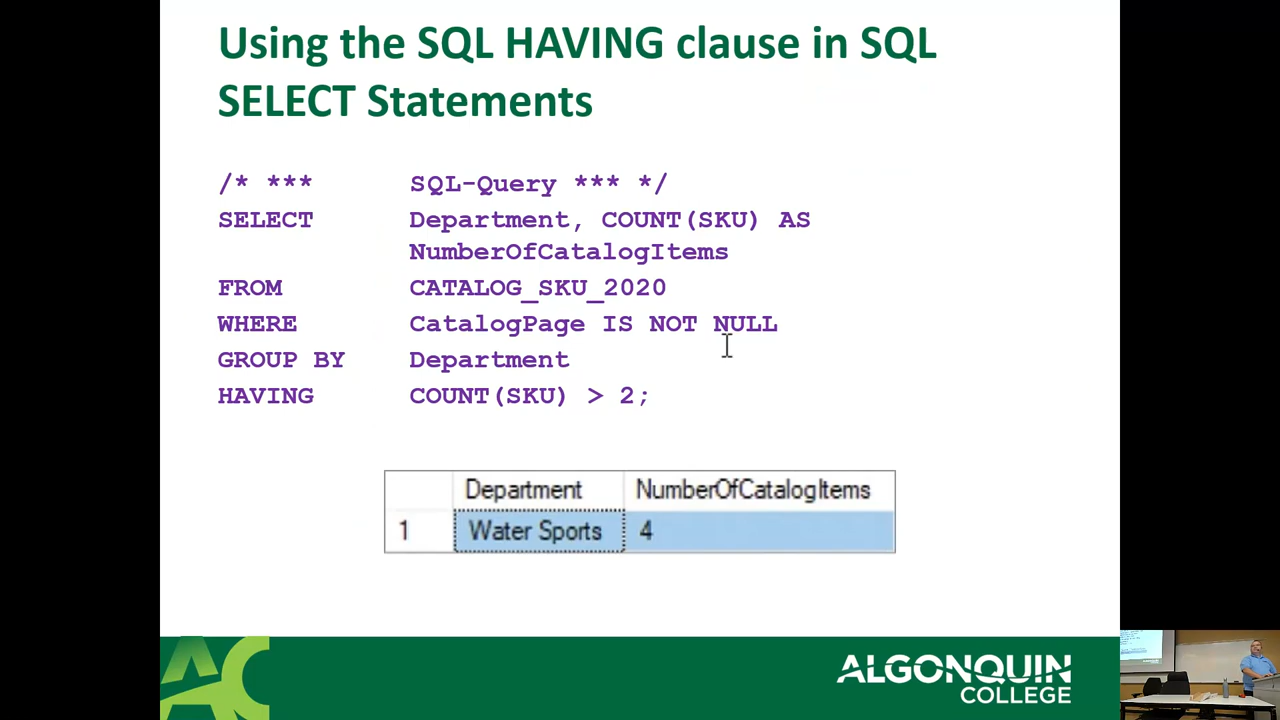 Using the SQL HAVING clause in SQL
SELECT Statements
/* *** SQL-Query *** */
SELECT Department, COUNT(SKU) AS
NumberOfCatalogItems
FROM CATALOG_SKU_2020
WHERE CatalogPage IS NOT NULL
GROUP BY Department
HAVING COUNT(SKU) > 2;
Department NumberOfCatalogItems
1 Water Sports 4
AC
ALGONQUIN
COLLEGE